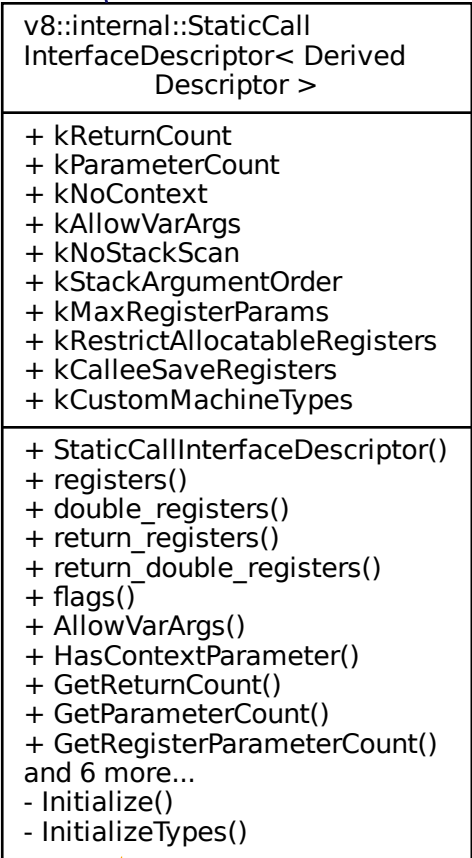 v8::internal::StaticCall
InterfaceDescriptor< Derived
Descriptor >
+ kReturnCount
+ kParameterCount
+ kNoContext
+ kAllowVarArgs
+ kNoStackScan
+ kStackArgumentOrder
+ kMaxRegisterParams
+ kRestrictAllocatableRegisters
+ kCalleeSaveRegisters
+ kCustomMachineTypes
+ StaticCallInterfaceDescriptor()
+ registers()
+ double_registers()
+ return_registers()
+ return_double_registers()
+ flags()
+ AllowVarArgs()
+ HasContextParameter()
+ GetReturnCount()
+ GetParameterCount()
+ GetRegisterParameterCount()
and 6 more...
- Initialize()
- InitializeTypes()